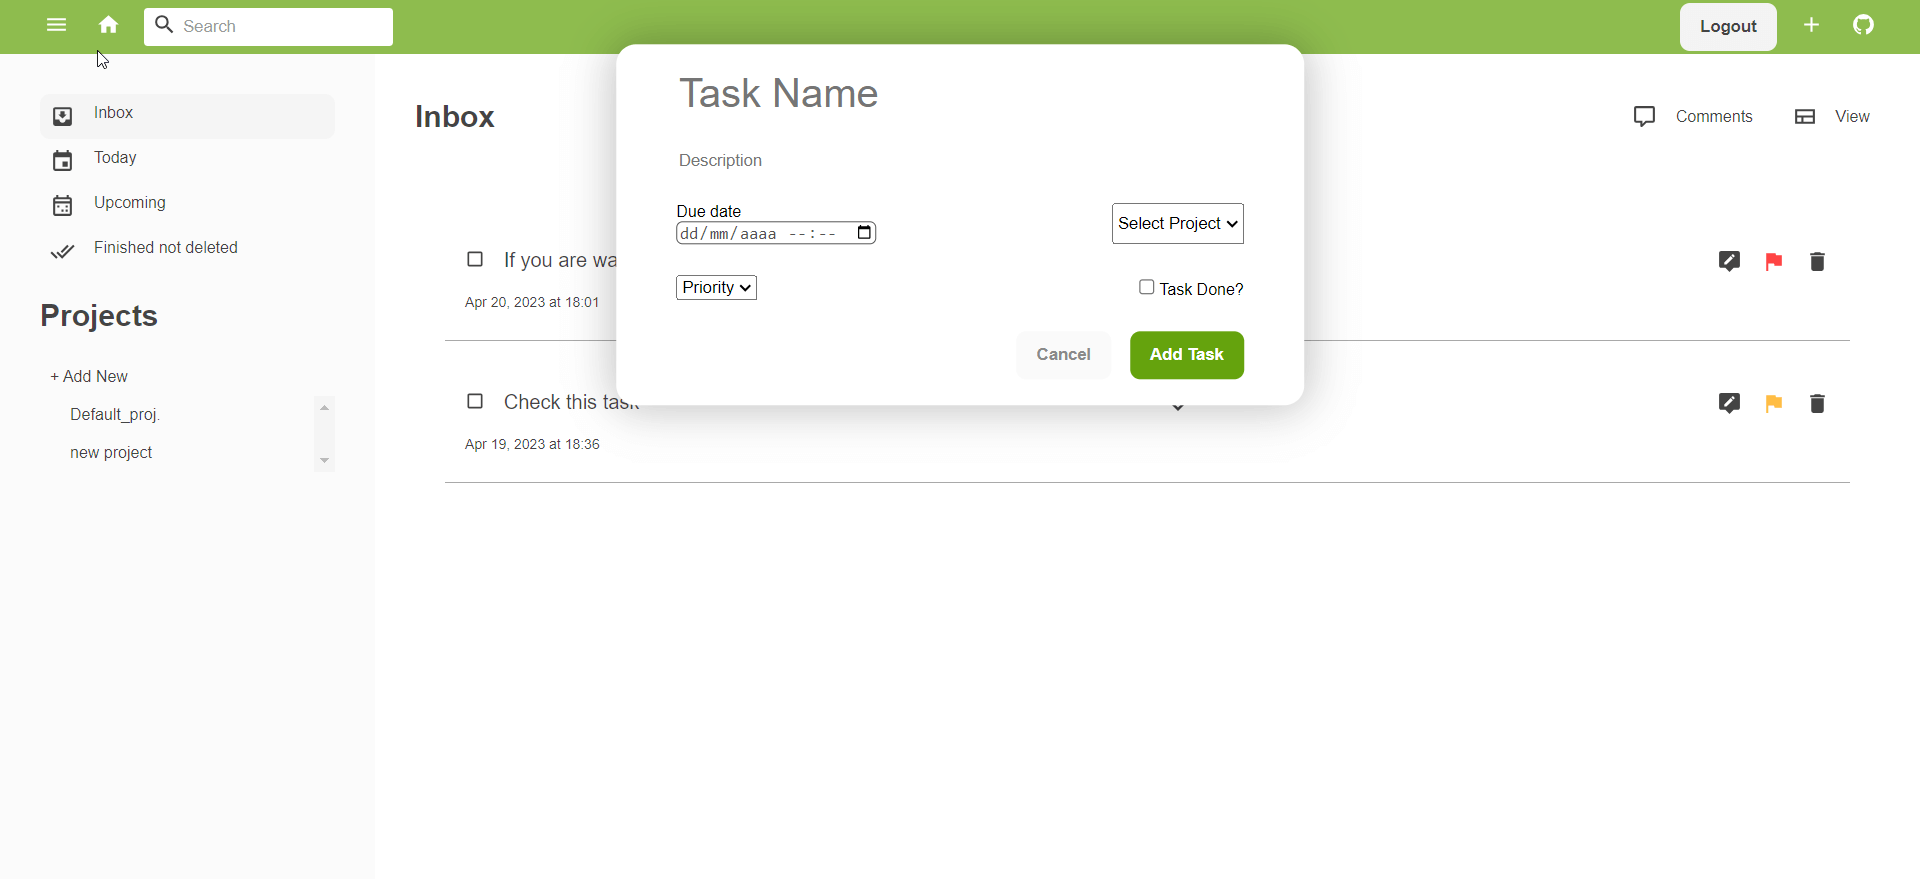 Search
Logout
Inbox
Today
Upcoming
Finished not deleted
Projects
+ Add New
Default_proj.
new project
Inbox
Comments
View
If you are
Apr 20, 2023 at 18:01
Check this task
Apr 19, 2023 at 18:36
Task Name
Description
Due date
dd/mm/aaaa --:--
Select Project
Priority
Task Done?
Cancel
Add Task